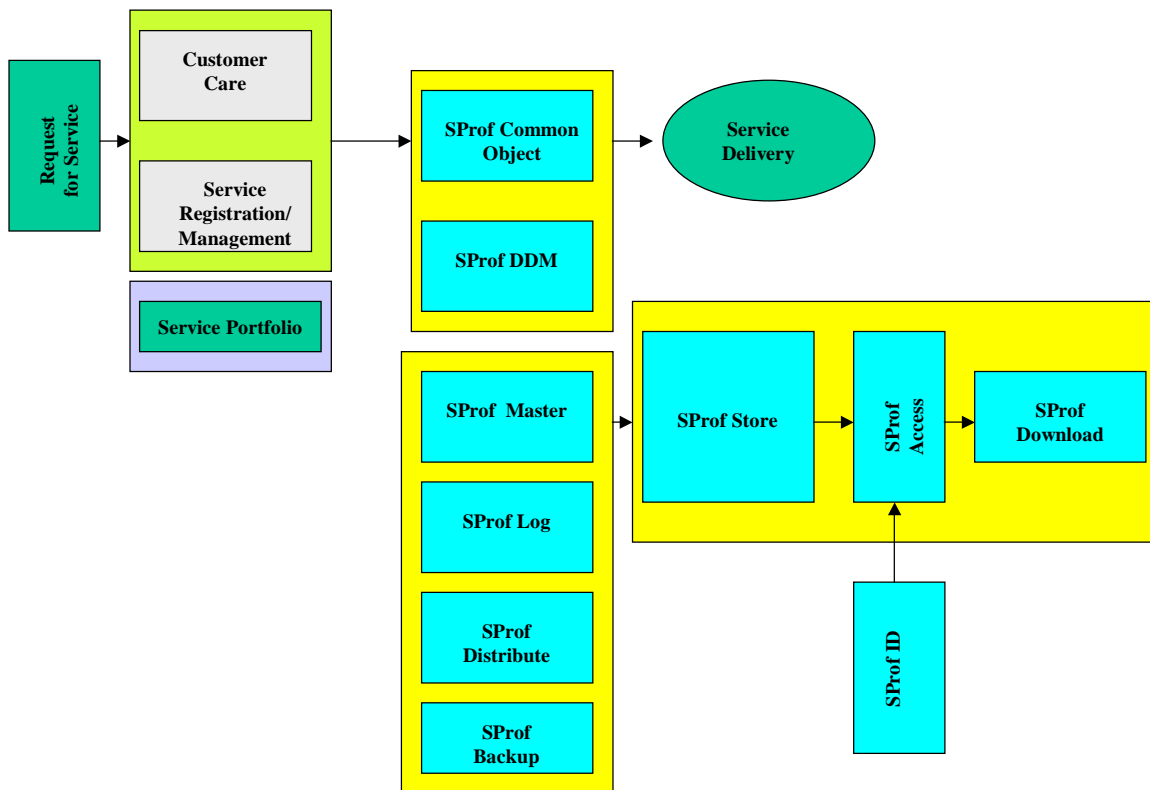 Request
for Service
Customer
Care
Service
Registration/
Management
Service Portfolio
SProf Common
Object
SProf DDM
Service
Delivery
SProf Master
SProf Log
SProf
Distribute
SProf
Backup
SProf Store
SProf
Access
SProf
Download
SProf ID